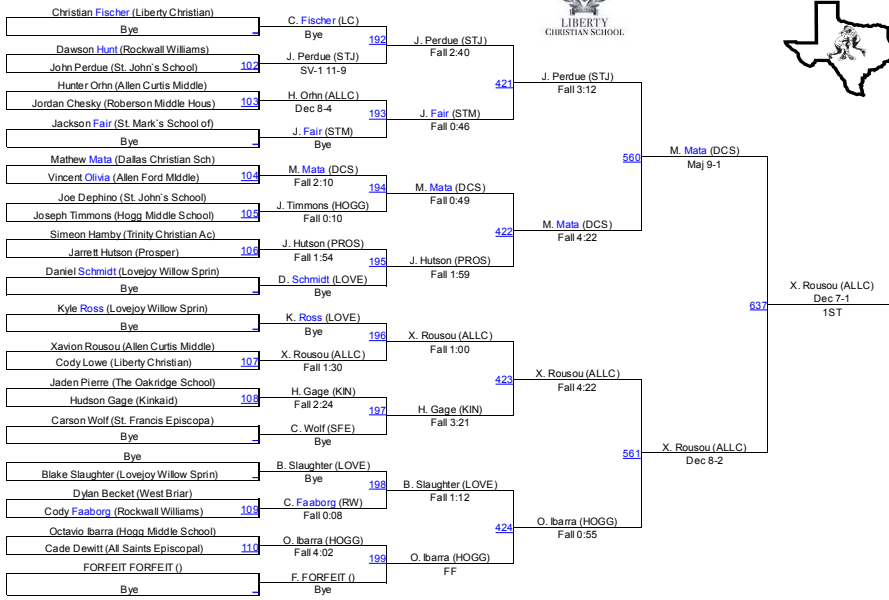 LIBERTY
CHRISTIAN SCHOOL
Christian Fischer (Liberty Christian)
Bye
Dawson Hunt (Rockwall Williams)
John Perdue (St. John`s School)
102
Hunter Orhn (Allen Curtis Middle)
Jordan Chesky (Roberson Middle Hous)
103
Jackson Fair (St. Mark`s School of)
Bye
Mathew Mata (Dallas Christian Sch)
Vincent Olivia (Allen Ford MIddle)
104
Joe Dephino (St. John`s School)
Joseph Timmons (Hogg Middle School)
105
Simeon Hamby (Trinity Christian Ac)
Jarrett Hutson (Prosper)
106
Daniel Schmidt (Lovejoy Willow Sprin)
Bye
Kyle Ross (Lovejoy Willow Sprin)
Bye
Xavion Rousou (Allen Curtis Middle)
Cody Lowe (Liberty Christian)
107
Jaden Pierre (The Oakridge School)
Hudson Gage (Kinkaid)
108
Carson Wolf (St. Francis Episcopa)
Bye
Bye
Blake Slaughter (Lovejoy Willow Sprin)
Dylan Becket (West Briar)
Cody Faaborg (Rockwall Williams)
109
Octavio Ibarra (Hogg Middle School)
Cade Dewitt (All Saints Episcopal)
110
FORFEIT FORFEIT ()
Bye
C. Fischer (LC)
Bye
192
J. Perdue (STJ)
SV-1 11-9
H. Orhn (ALLC)
Dec 8-4
193
J. Fair (STM)
Bye
M. Mata (DCS)
Fall 2:10
194
J. Timmons (HOGG)
Fall 0:10
J. Hutson (PROS)
Fall 1:54
195
D. Schmidt (LOVE)
Bye
K. Ross (LOVE)
Bye
196
X. Rousou (ALLC)
Fall 1:30
H. Gage (KIN)
Fall 2:24
197
C. Wolf (SFE)
Bye
B. Slaughter (LOVE)
Bye
198
C. Faaborg (RW)
Fall 0:08
O. Ibarra (HOGG)
Fall 4:02
199
F. FORFEIT ()
Bye
J. Perdue (STJ)
Fall 2:40
421
J. Fair (STM)
Fall 0:46
M. Mata (DCS)
Fall 0:49
422
J. Hutson (PROS)
Fall 1:59
X. Rousou (ALLC)
Fall 1:00
423
H. Gage (KIN)
Fall 3:21
B. Slaughter (LOVE)
Fall 1:12
424
O. Ibarra (HOGG)
FF
J. Perdue (STJ)
Fall 3:12
560
M. Mata (DCS)
Fall 4:22
X. Rousou (ALLC)
Fall 4:22
561
O. Ibarra (HOGG)
Fall 0:55
M. Mata (DCS)
Maj 9-1
637
X. Rousou (ALLC)
Dec 8-2
X. Rousou (ALLC)
Dec 7-1
1ST